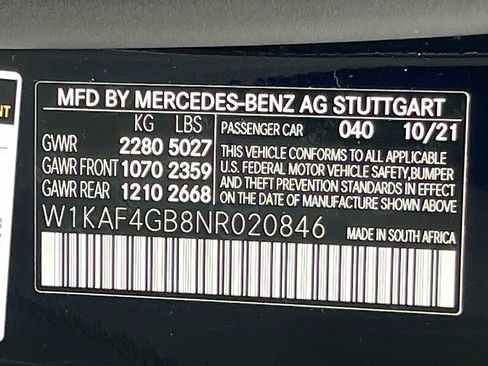 MFD BY MERCEDES-BENZ AG STUTTGART
KG LBS
GVWR 2280 5027
GAWR FRONT 1070 2359
GAWR REAR 1210 2668
PASSENGER CAR 040 10/21
THIS VEHICLE CONFORMS TO ALL APPLICABLE
U.S. FEDERAL MOTOR VEHICLE SAFETY,BUMPER
AND THEFT PREVENTION STANDARDS IN EFFECT
ON THE DATE OF MANUFACTURE SHOWN ABOVE
W1KAF4GB8NR020846
MADE IN SOUTH AFRICA